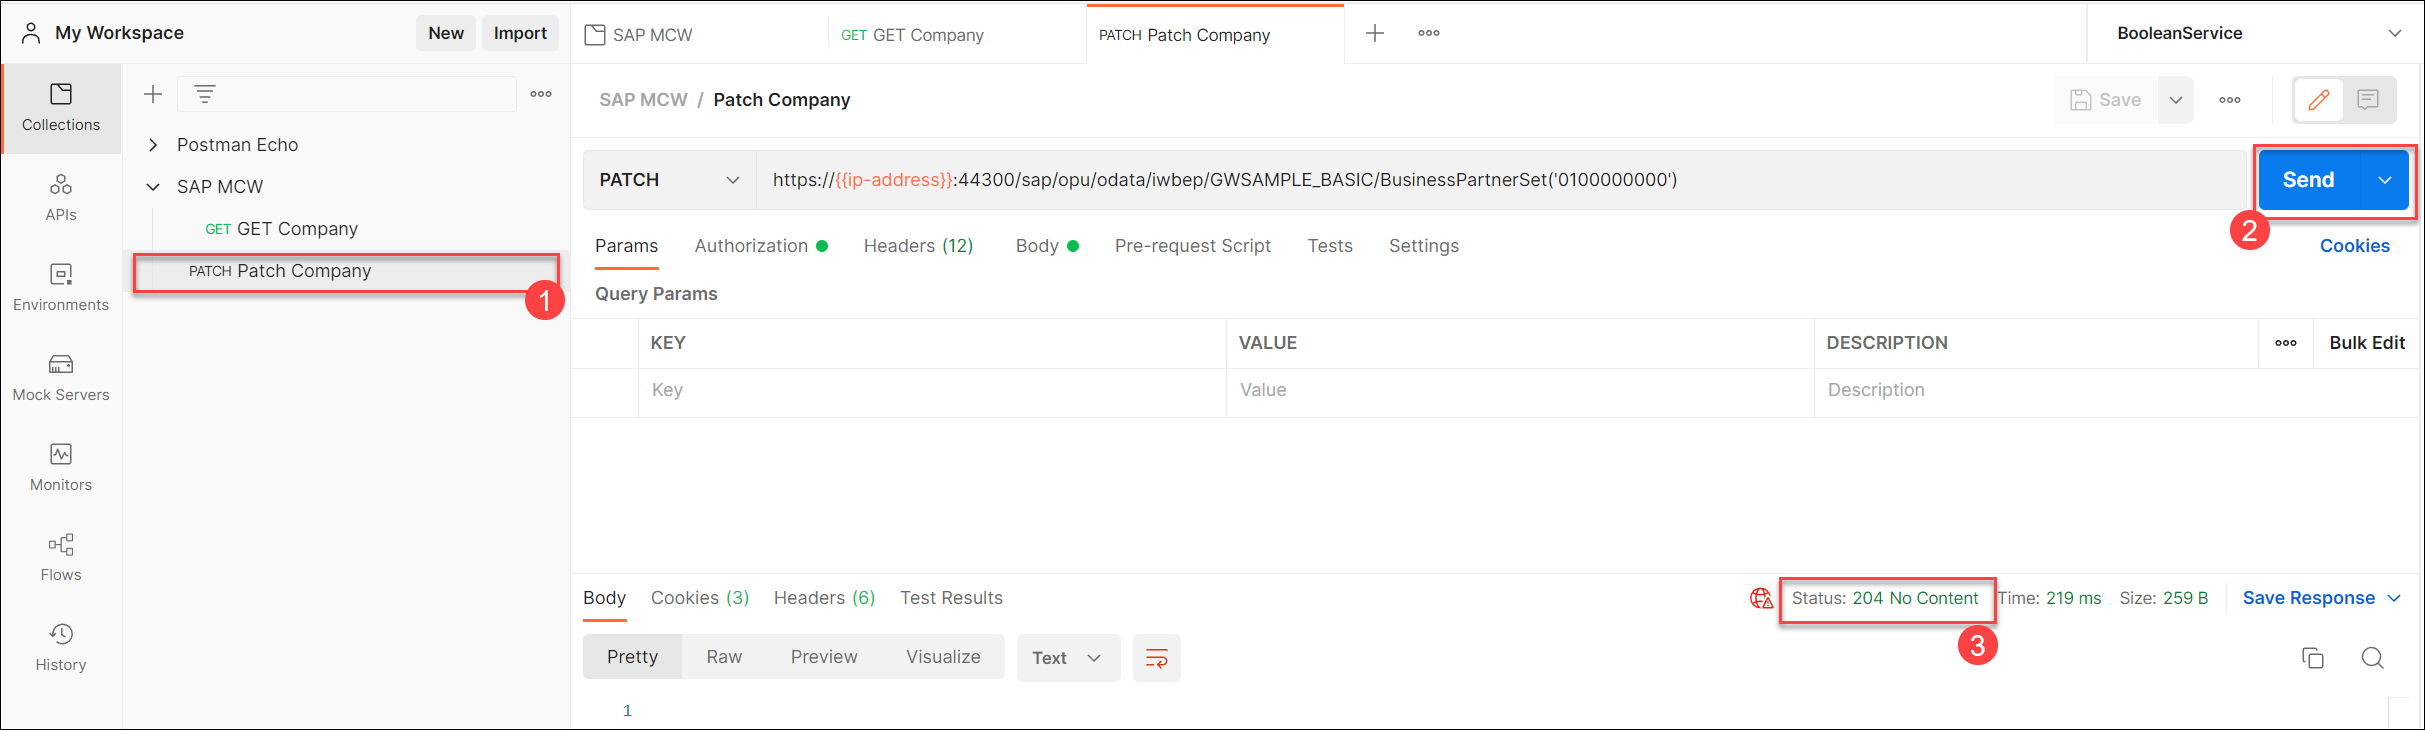 My Workspace
New
Import
SAP MCW
GET GET Company
PATCH Patch Company
BooleanService
Collections
APIs
Environments
Mock Servers
Monitors
Flows
History
Postman Echo
SAP MCW
GET GET Company
PATCH Patch Company
1
SAP MCW / Patch Company
Save
PATCH
https://{{ip-address}}:44300/sap/opu/odata/iwbep/GWSAMPLE_BASIC/BusinessPartnerSet('0100000000')
Send
2
Params
Authorization
Headers (12)
Body
Pre-request Script
Tests
Settings
Cookies
Query Params
KEY
VALUE
DESCRIPTION
Bulk Edit
Key
Value
Description
Body
Cookies (3)
Headers (6)
Test Results
Status: 204 No Content
Time: 219 ms
Size: 259 B
Save Response
3
Pretty
Raw
Preview
Visualize
Text
1